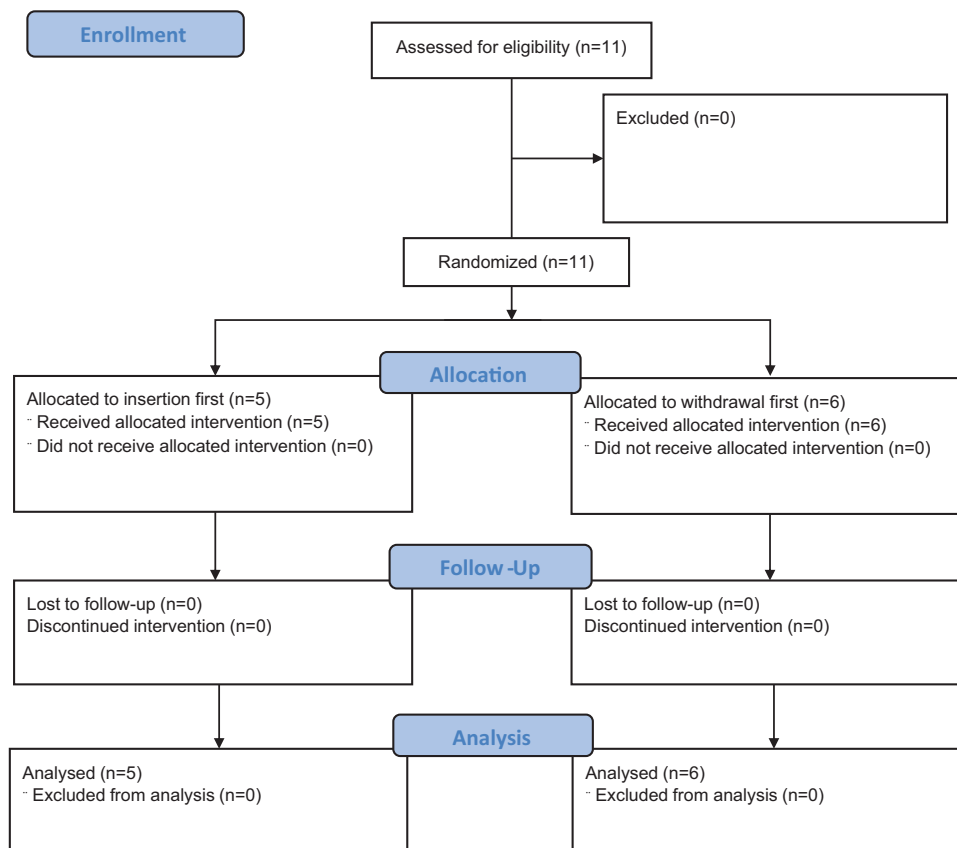 Enrollment
Assessed for eligibility (n=11)
Excluded (n=0)
Randomized (n=11)
Allocation
Allocated to insertion first (n=5)
¨ Received allocated intervention (n=5)
¨ Did not receive allocated intervention (n=0)
Allocated to withdrawal first (n=6)
¨ Received allocated intervention (n=6)
¨ Did not receive allocated intervention (n=0)
Follow-Up
Lost to follow-up (n=0)
Discontinued intervention (n=0)
Lost to follow-up (n=0)
Discontinued intervention (n=0)
Analysis
Analysed (n=5)
¨ Excluded from analysis (n=0)
Analysed (n=6)
¨ Excluded from analysis (n=0)